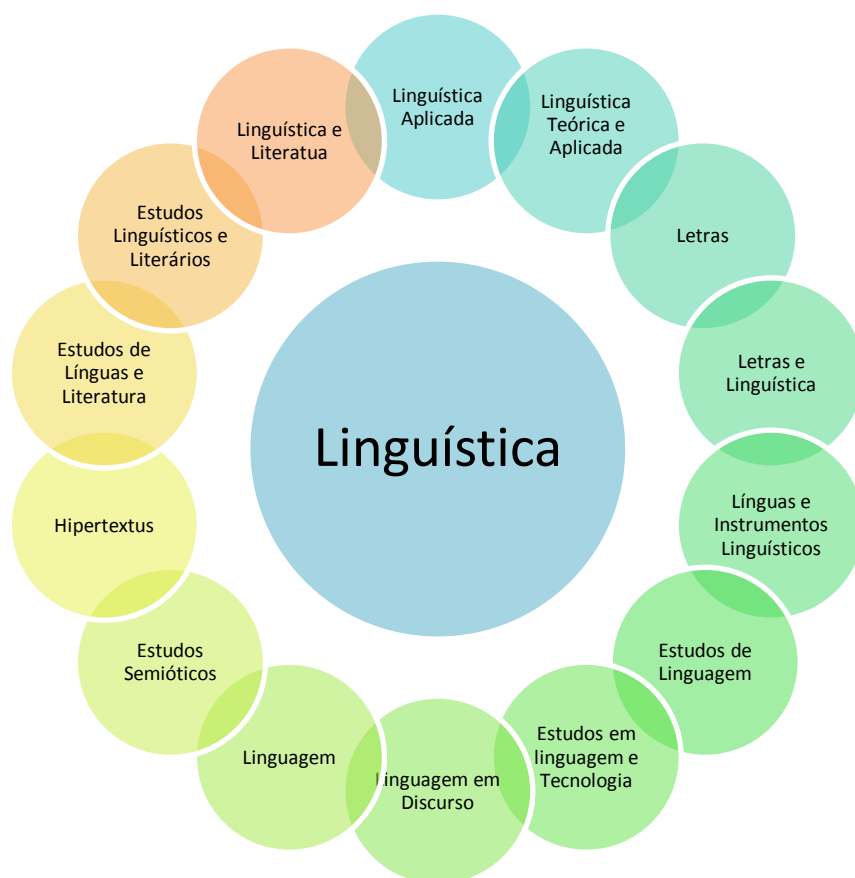 Linguística
Aplicada
Linguística
Teórica e
Aplicada
Letras
Letras e
Linguística
Línguas e
Instrumentos
Linguísticos
Estudos de
Linguagem
Estudos em
linguagem e
Tecnologia
Linguagem em
Discurso
Linguagem
Estudos
Semióticos
Hipertextus
Estudos de
Línguas e
Literatura
Estudos
Linguísticos e
Literários
Linguística e
Literatua
Linguística